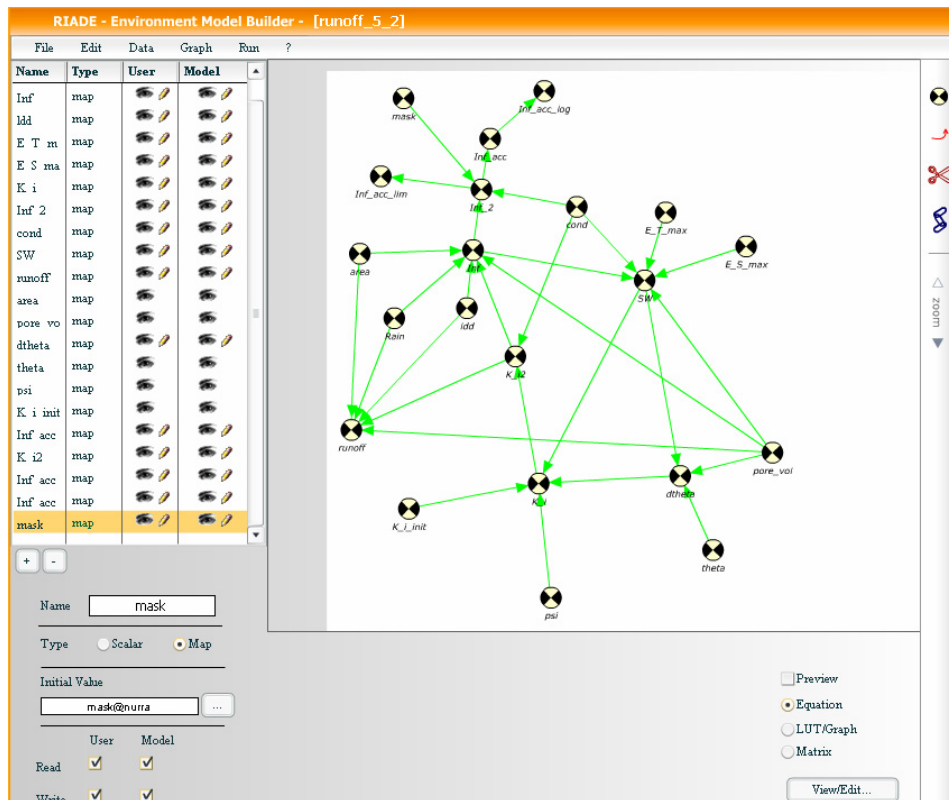 RIADE - Environment Model Builder - [runoff_5_2]
File Edit Data Graph Run ?
Name Type User Model
Inf map
ldd map
E T m map
E S ma map
K i map
Inf 2 map
cond map
SW map
runoff map
area map
pore vo map
dtheta map
theta map
psi map
K i init map
Inf acc map
K i2 map
Inf acc map
Inf acc map
mask map
+ -
Name mask
Type Scalar Map
Initial Value
mask@nurra ...
User Model
Read
Write
mask
Inf_acc_log
Inf_acc
Inf_acc_lim
Inf_2
cond
E_T_max
E_S_max
area
Inf
SW
Rain
ldd
K_i2
runoff
pore_vol
dtheta
K_i
K_i_init
theta
psi
zoom
Preview
Equation
LUT/Graph
Matrix
View/Edit...